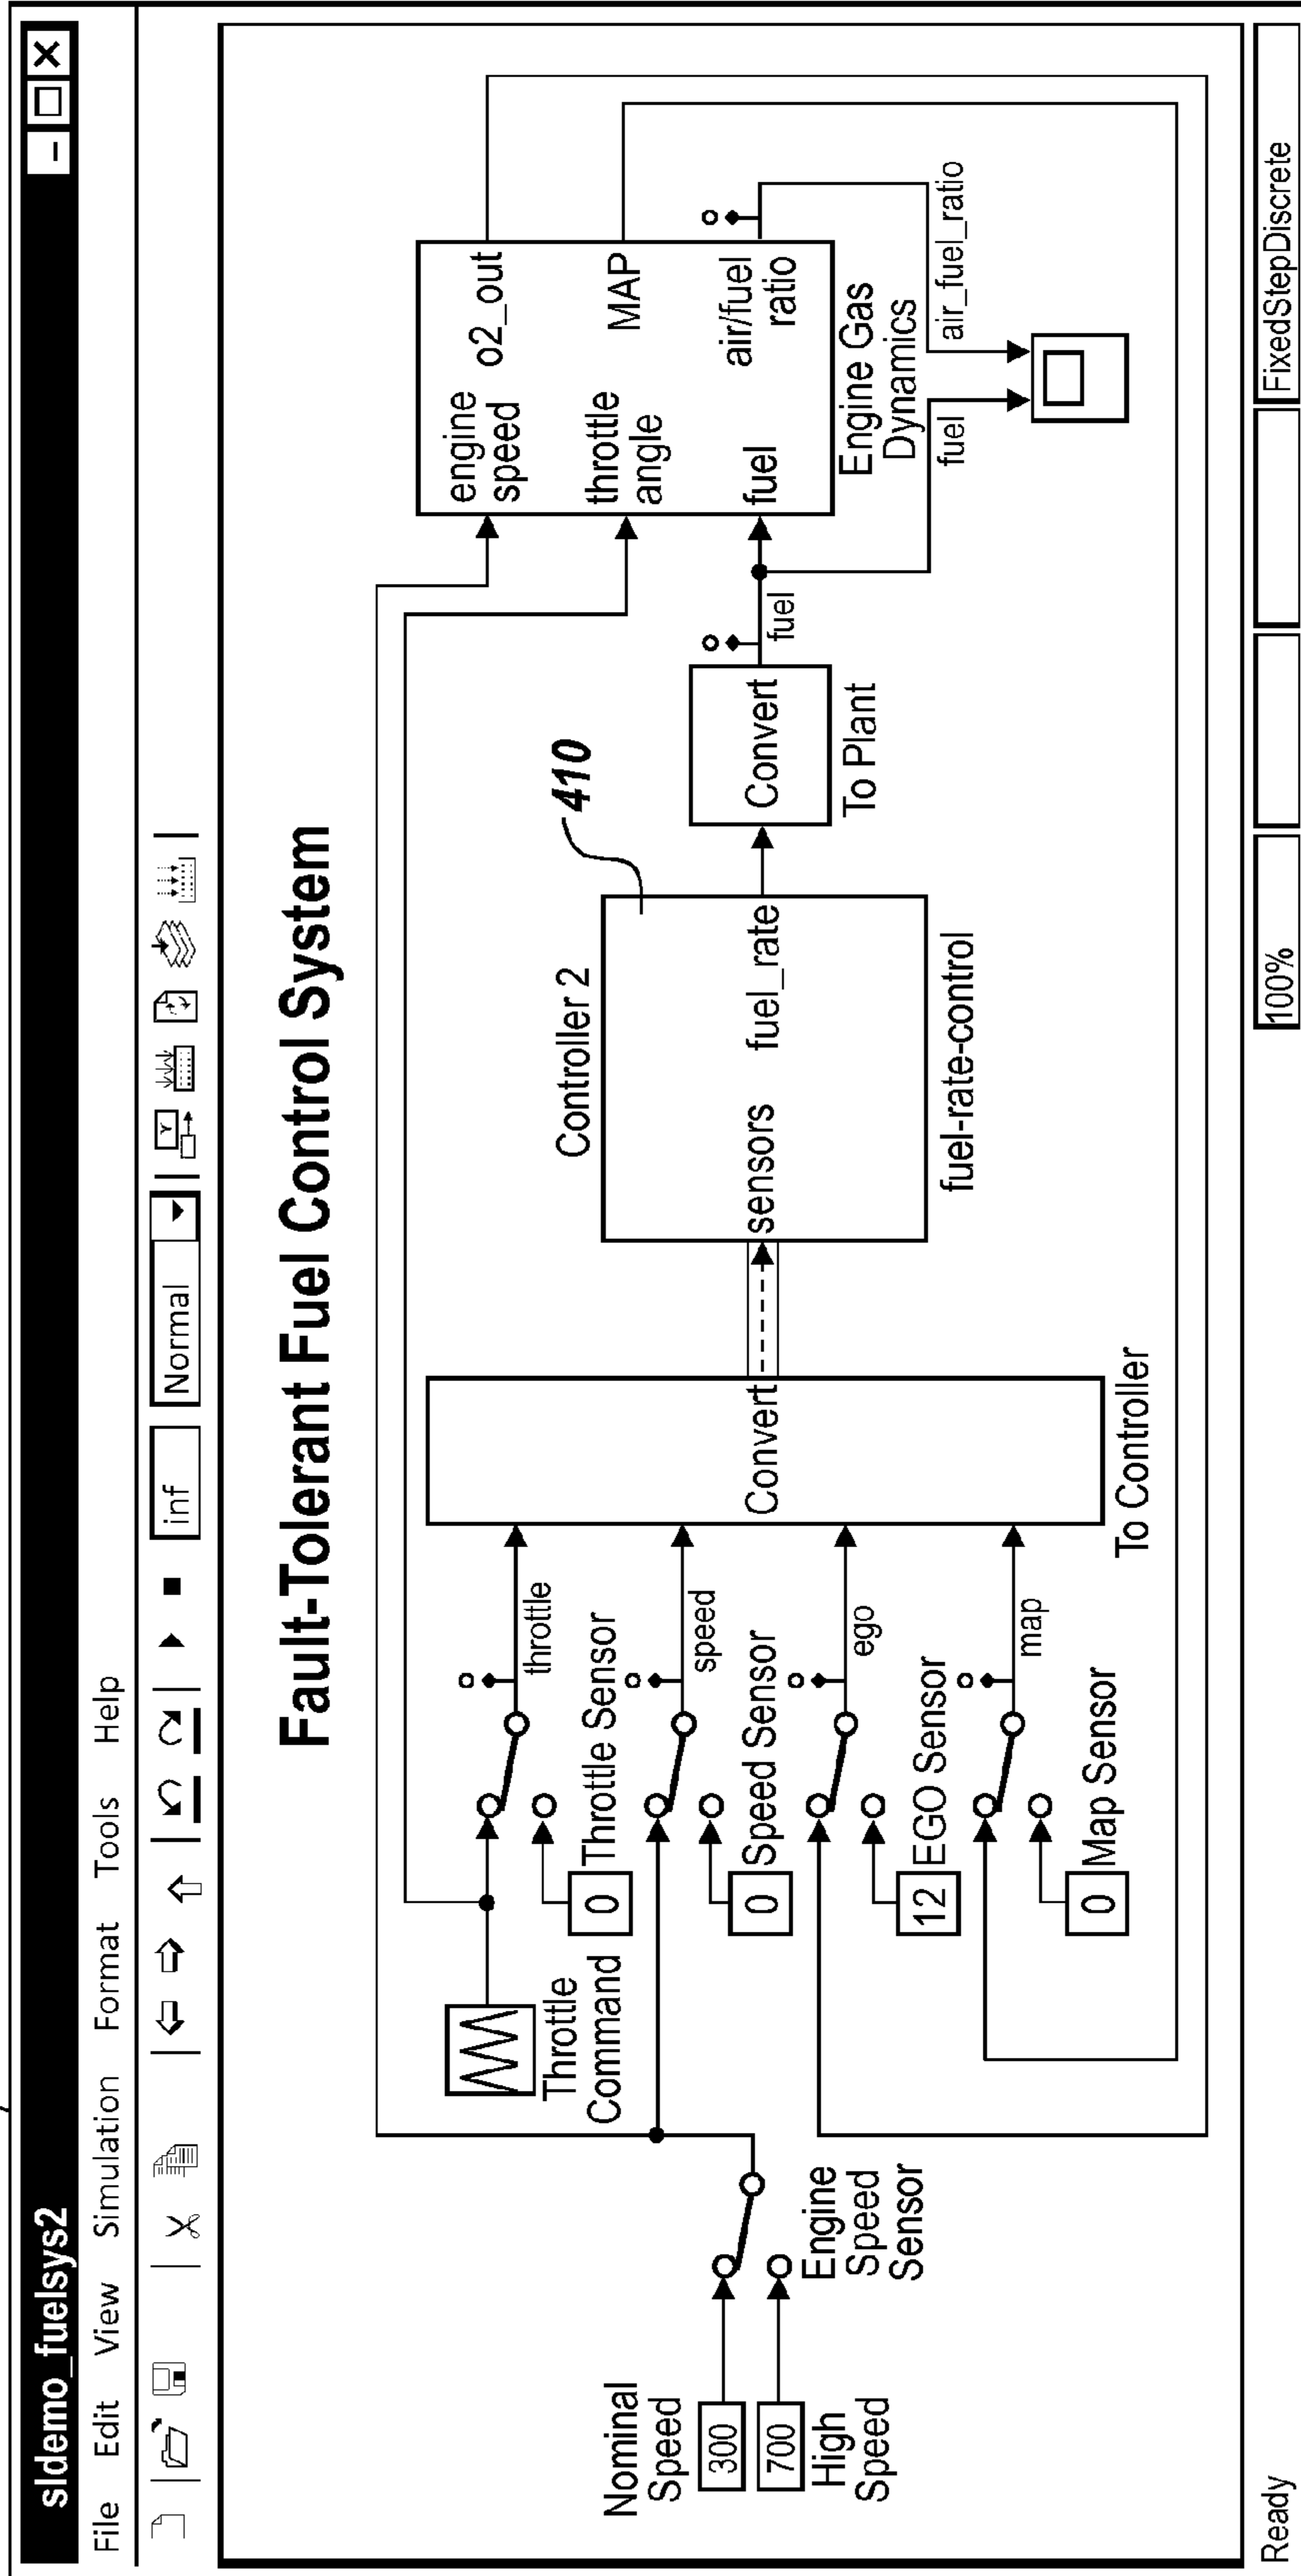 sldemo_fuelsys2
File Edit View Simulation Format Tools Help
inf Normal
Fault-Tolerant Fuel Control System
Nominal
Speed
300
700
High
Speed
Engine
Speed
Sensor
Throttle
Command
0
Throttle Sensor
throttle
0
Speed Sensor
speed
12
EGO Sensor
ego
0
Map Sensor
map
Convert
To Controller
Controller 2
410
sensors
fuel_rate
fuel-rate-control
Convert
To Plant
fuel
engine
speed
o2_out
throttle
angle
MAP
fuel
air/fuel
ratio
Engine Gas
Dynamics
fuel
air_fuel_ratio
Ready
100%
FixedStepDiscrete